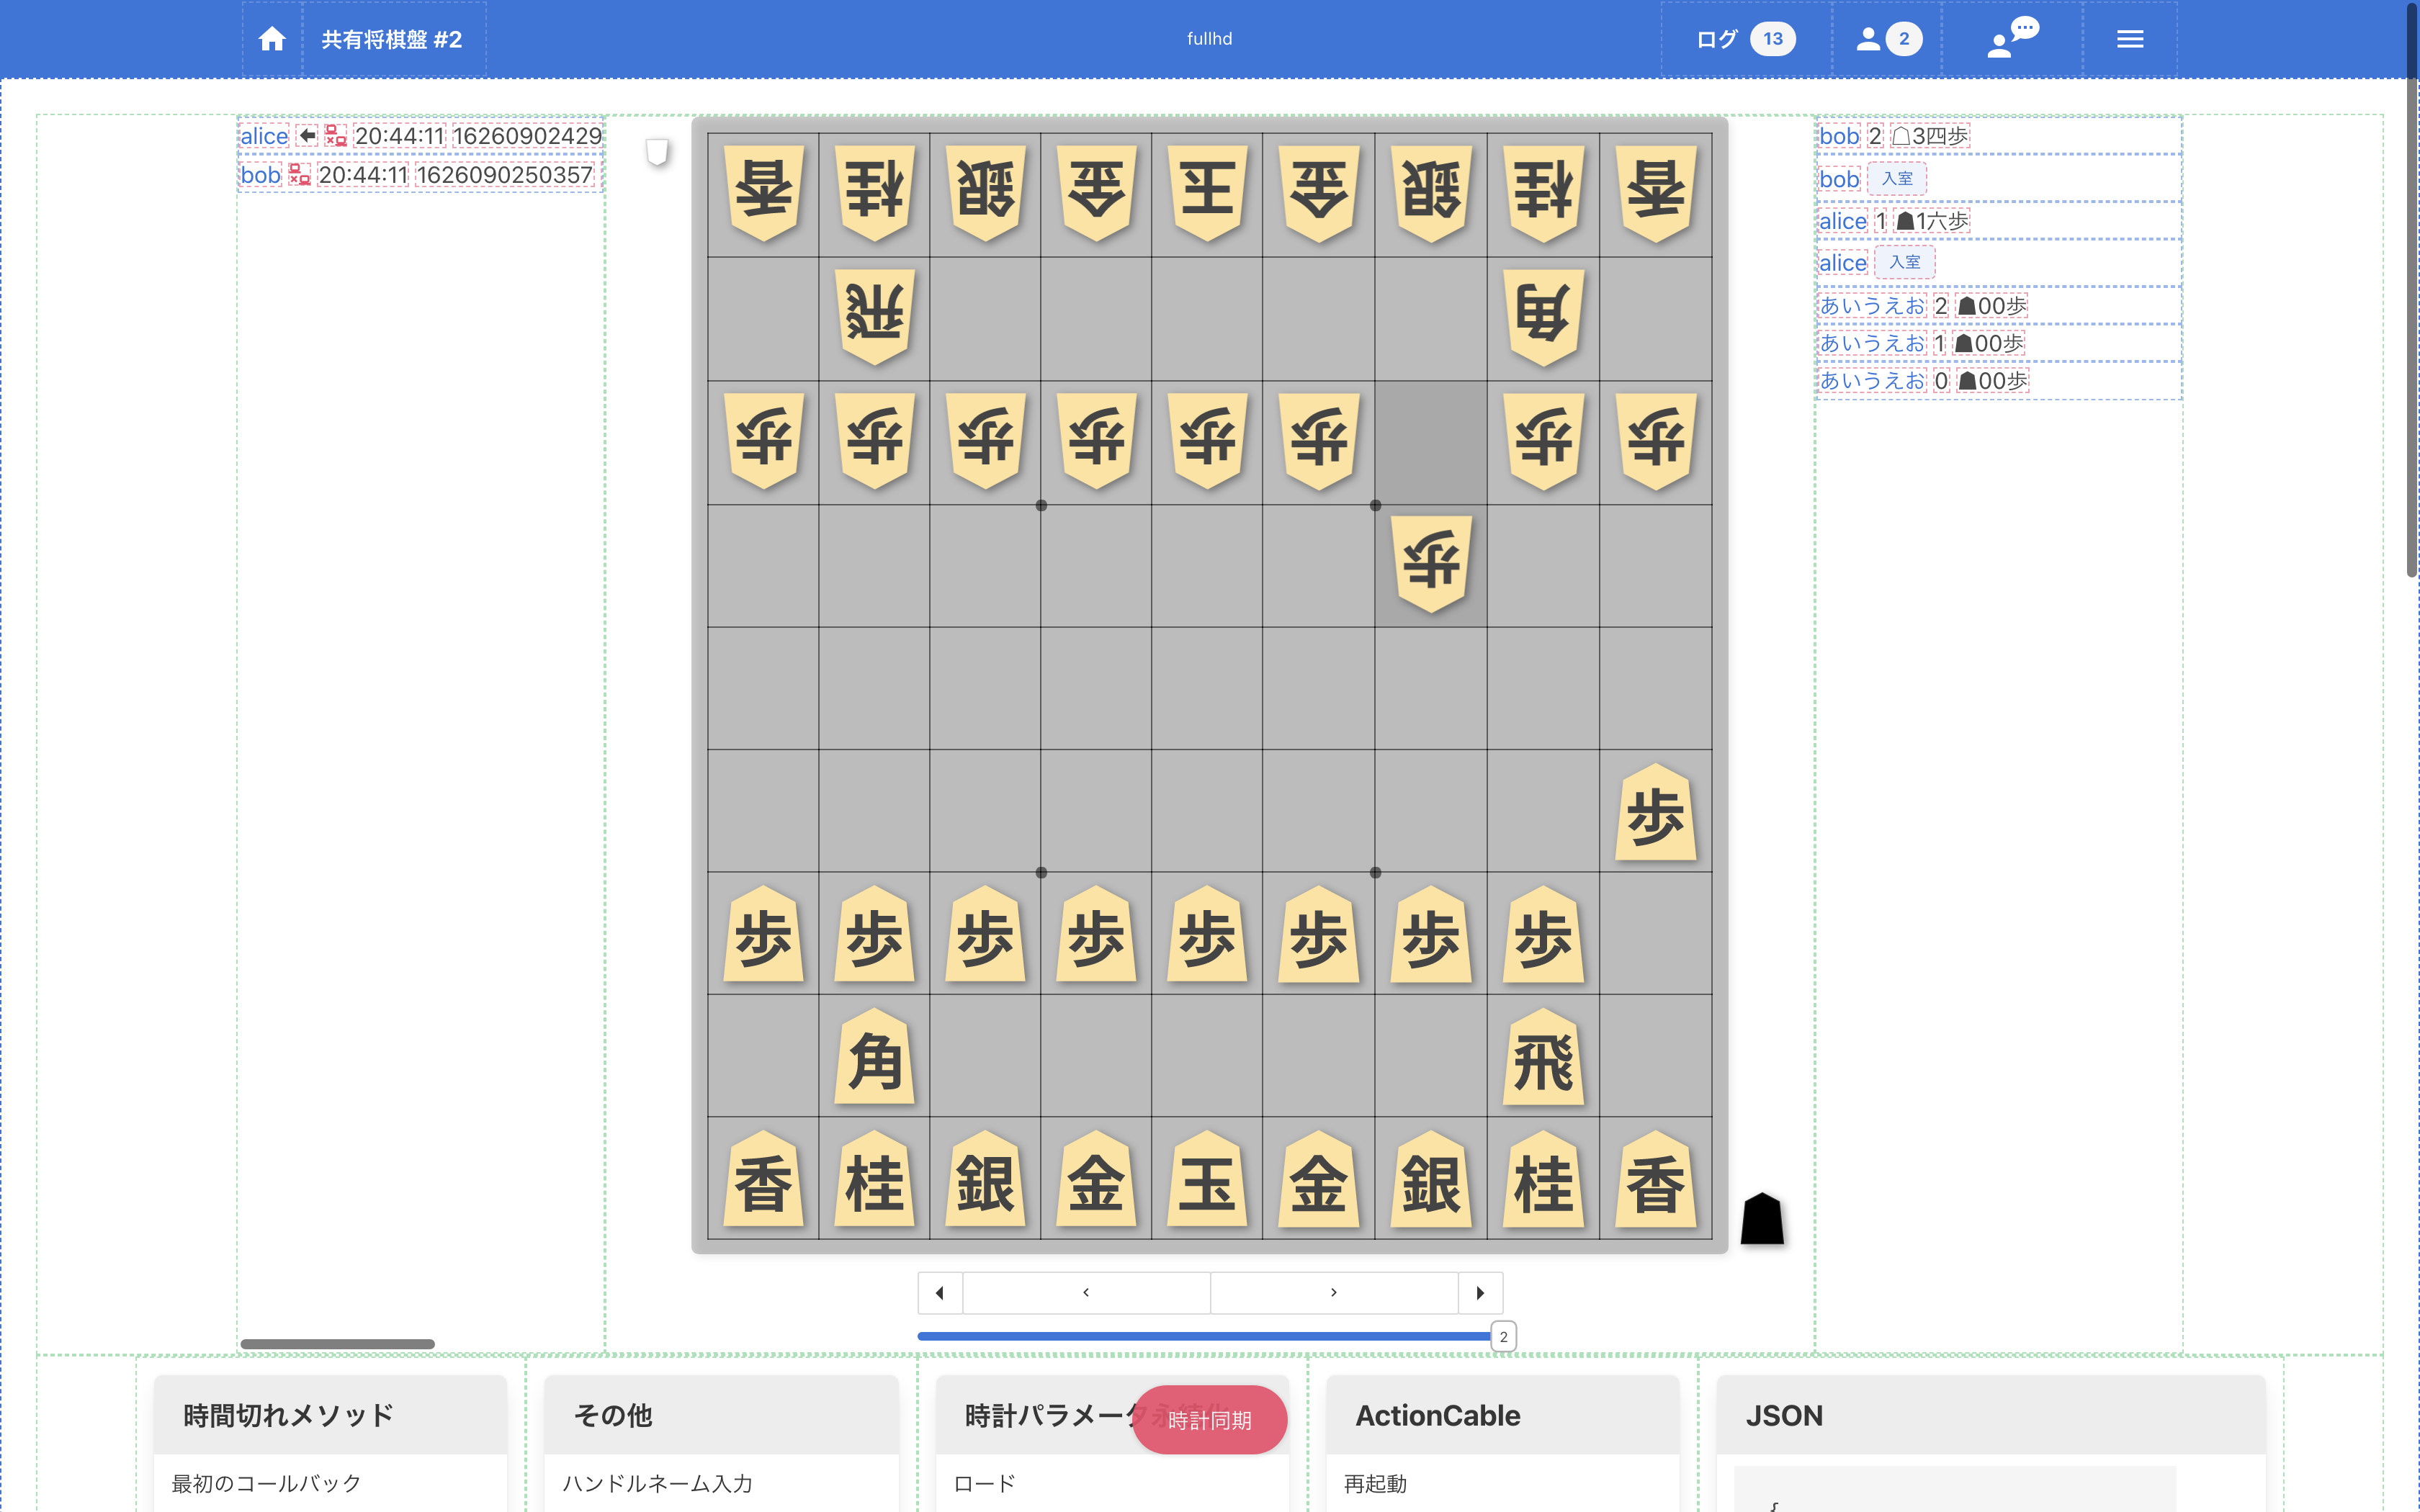 共有将棋盤 #2
fullhd
ログ 13
2
alice 20:44:11 16260902429
bob 20:44:11 1626090250357
香 桂 銀 金 玉 金 銀 桂 香
飛 角
歩 歩 歩 歩 歩 歩 歩 歩
歩
歩
歩 歩 歩 歩 歩 歩 歩 歩
角 飛
香 桂 銀 金 玉 金 銀 桂 香
bob 2 ☖3四歩
bob 入室
alice 1 ☗1六歩
alice 入室
あいうえお 2 ☗00歩
あいうえお 1 ☗00歩
あいうえお 0 ☗00歩
2
時間切れメソッド
最初のコールバック
その他
ハンドルネーム入力
時計パラメータ
時計同期
ロード
ActionCable
再起動
JSON
{